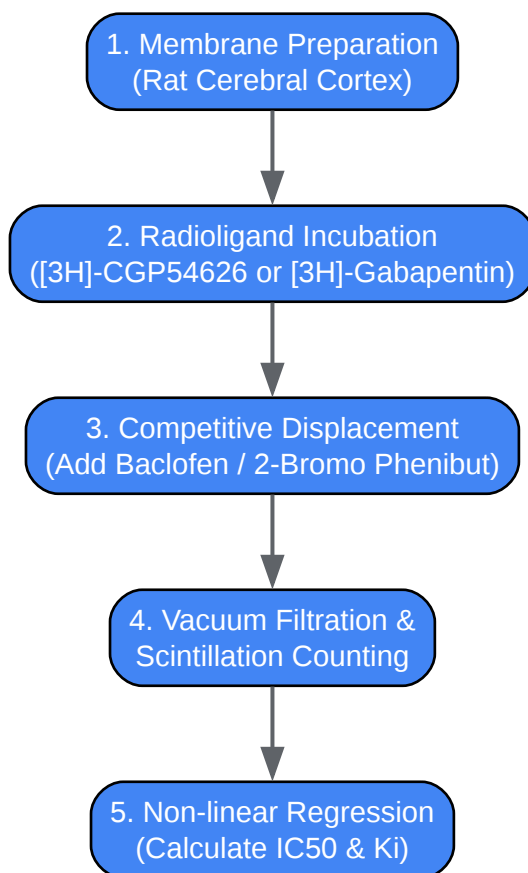 1. Membrane Preparation
(Rat Cerebral Cortex)
2. Radioligand Incubation
([3H]-CGP54626 or [3H]-Gabapentin)
3. Competitive Displacement
(Add Baclofen / 2-Bromo Phenibut)
4. Vacuum Filtration &
Scintillation Counting
5. Non-linear Regression
(Calculate IC50 & Ki)